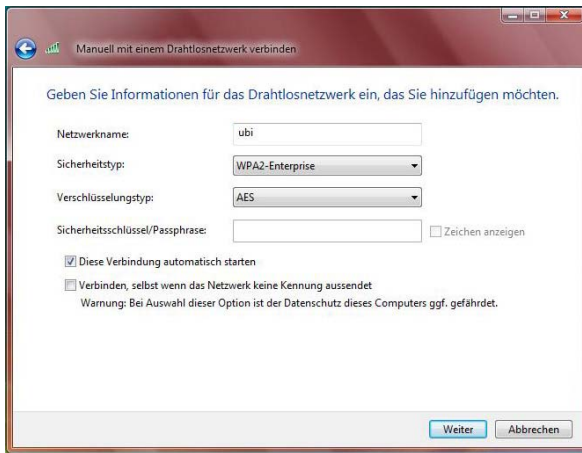 Manuell mit einem Drahtlosnetzwerk verbinden
Geben Sie Informationen für das Drahtlosnetzwerk ein, das Sie hinzufügen möchten.
Netzwerkname: ubi
Sicherheitstyp: WPA2-Enterprise
Verschlüsselungstyp: AES
Sicherheitsschlüssel/Passphrase: Zeichen anzeigen
Diese Verbindung automatisch starten
Verbinden, selbst wenn das Netzwerk keine Kennung aussendet
Warnung: Bei Auswahl dieser Option ist der Datenschutz dieses Computers ggf. gefährdet.
Weiter Abbrechen